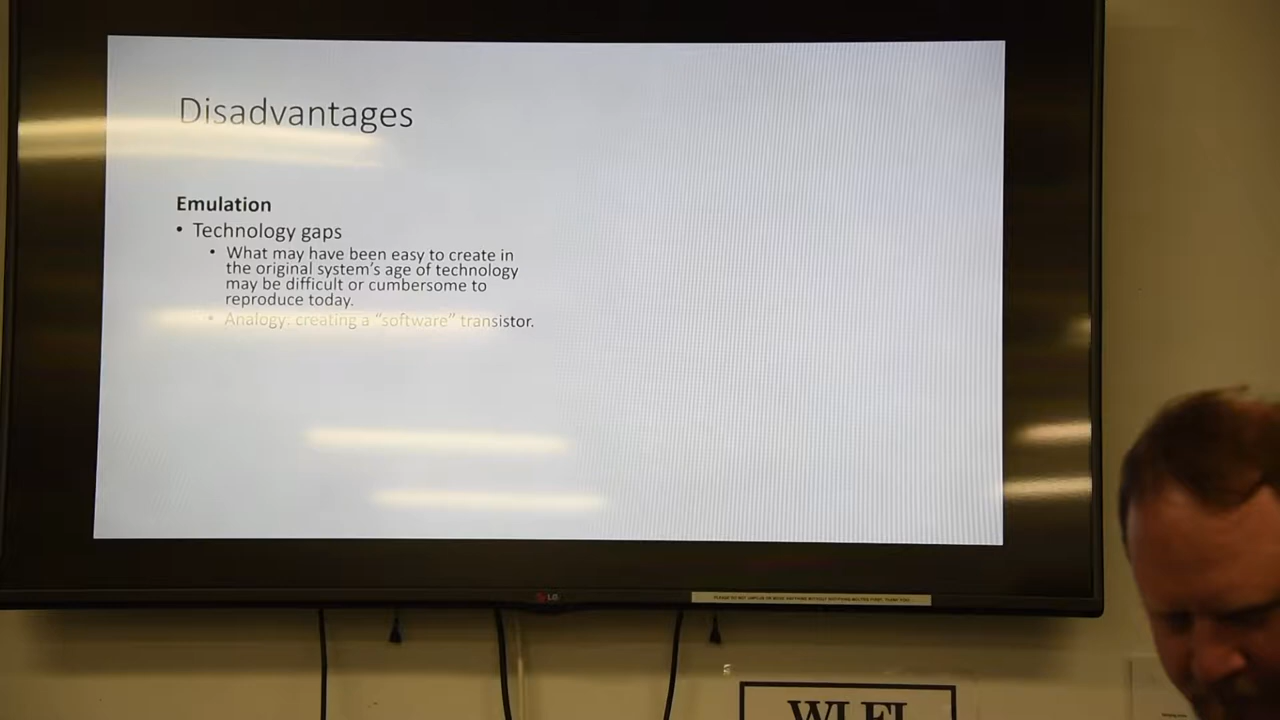 Disadvantages
Emulation
• Technology gaps
• What may have been easy to create in
the original system's age of technology
may be difficult or cumbersome to
reproduce today.
• Analogy: creating a “software” transistor.
LG